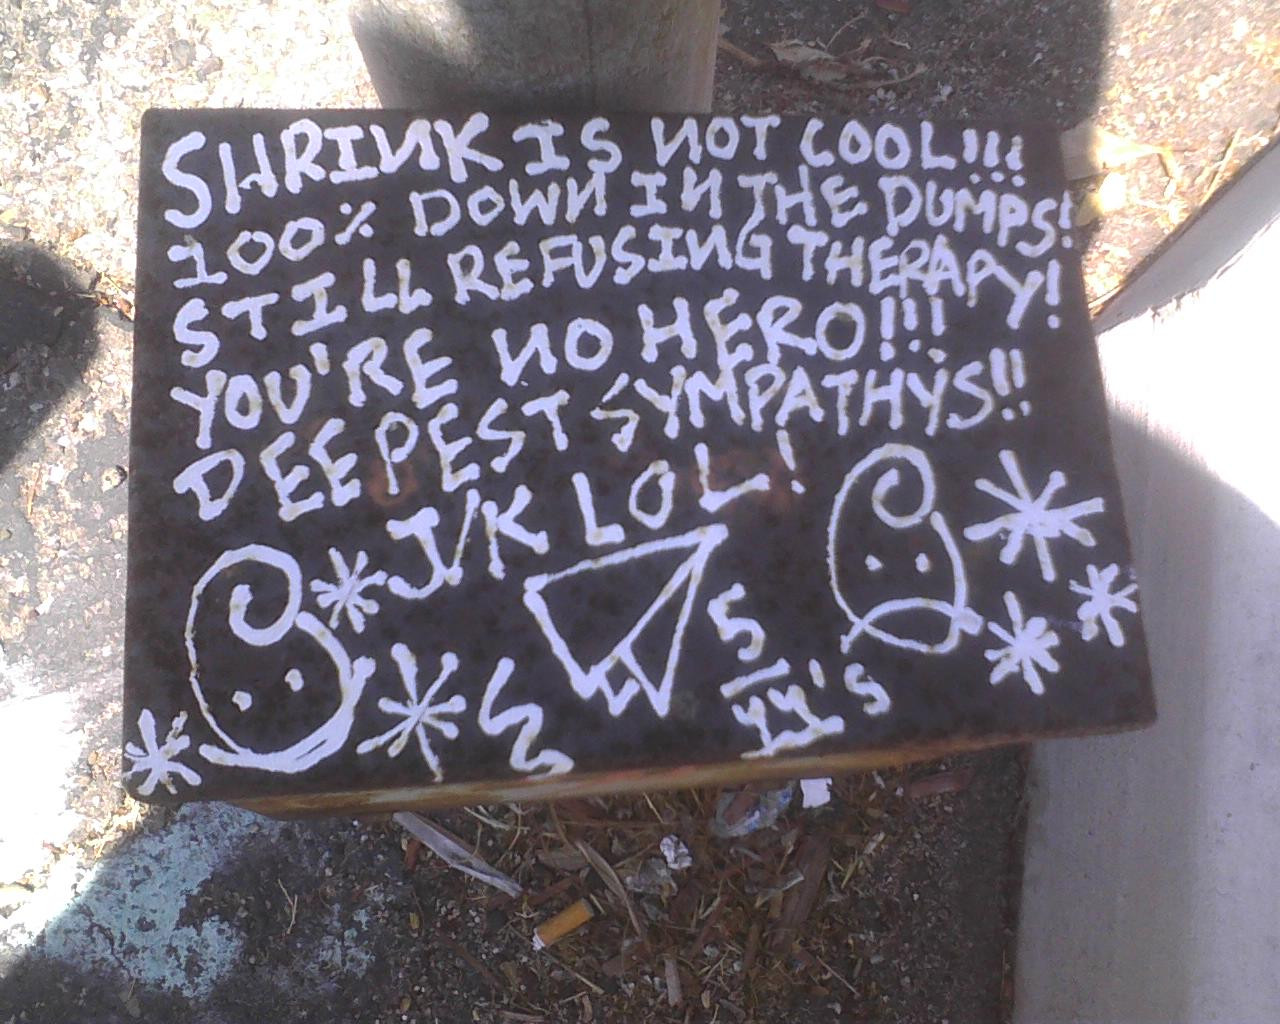 SHRINK IS NOT COOL!!!
100% DOWN IN THE DUMPS!
STILL REFUSING THERAPY!
YOU'RE NO HERO!!!
DEEPEST SYMPATHYS!!
J/K LOL!
5